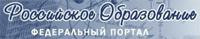 Российское Образование
ФЕДЕРАЛЬНЫЙ ПОРТАЛ